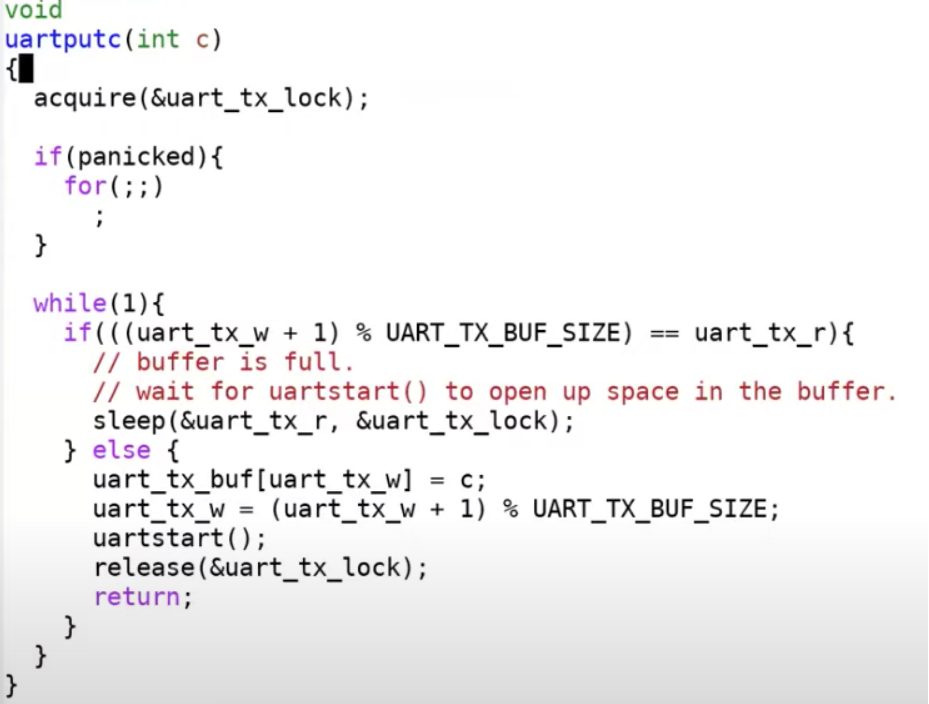 void
uartputc(int c)
{
acquire(&uart_tx_lock);
if(panicked){
for(;;)
;
}
while(1){
if(((uart_tx_w + 1) % UART_TX_BUF_SIZE) == uart_tx_r){
// buffer is full.
// wait for uartstart() to open up space in the buffer.
sleep(&uart_tx_r, &uart_tx_lock);
} else {
uart_tx_buf[uart_tx_w] = c;
uart_tx_w = (uart_tx_w + 1) % UART_TX_BUF_SIZE;
uartstart();
release(&uart_tx_lock);
return;
}
}
}